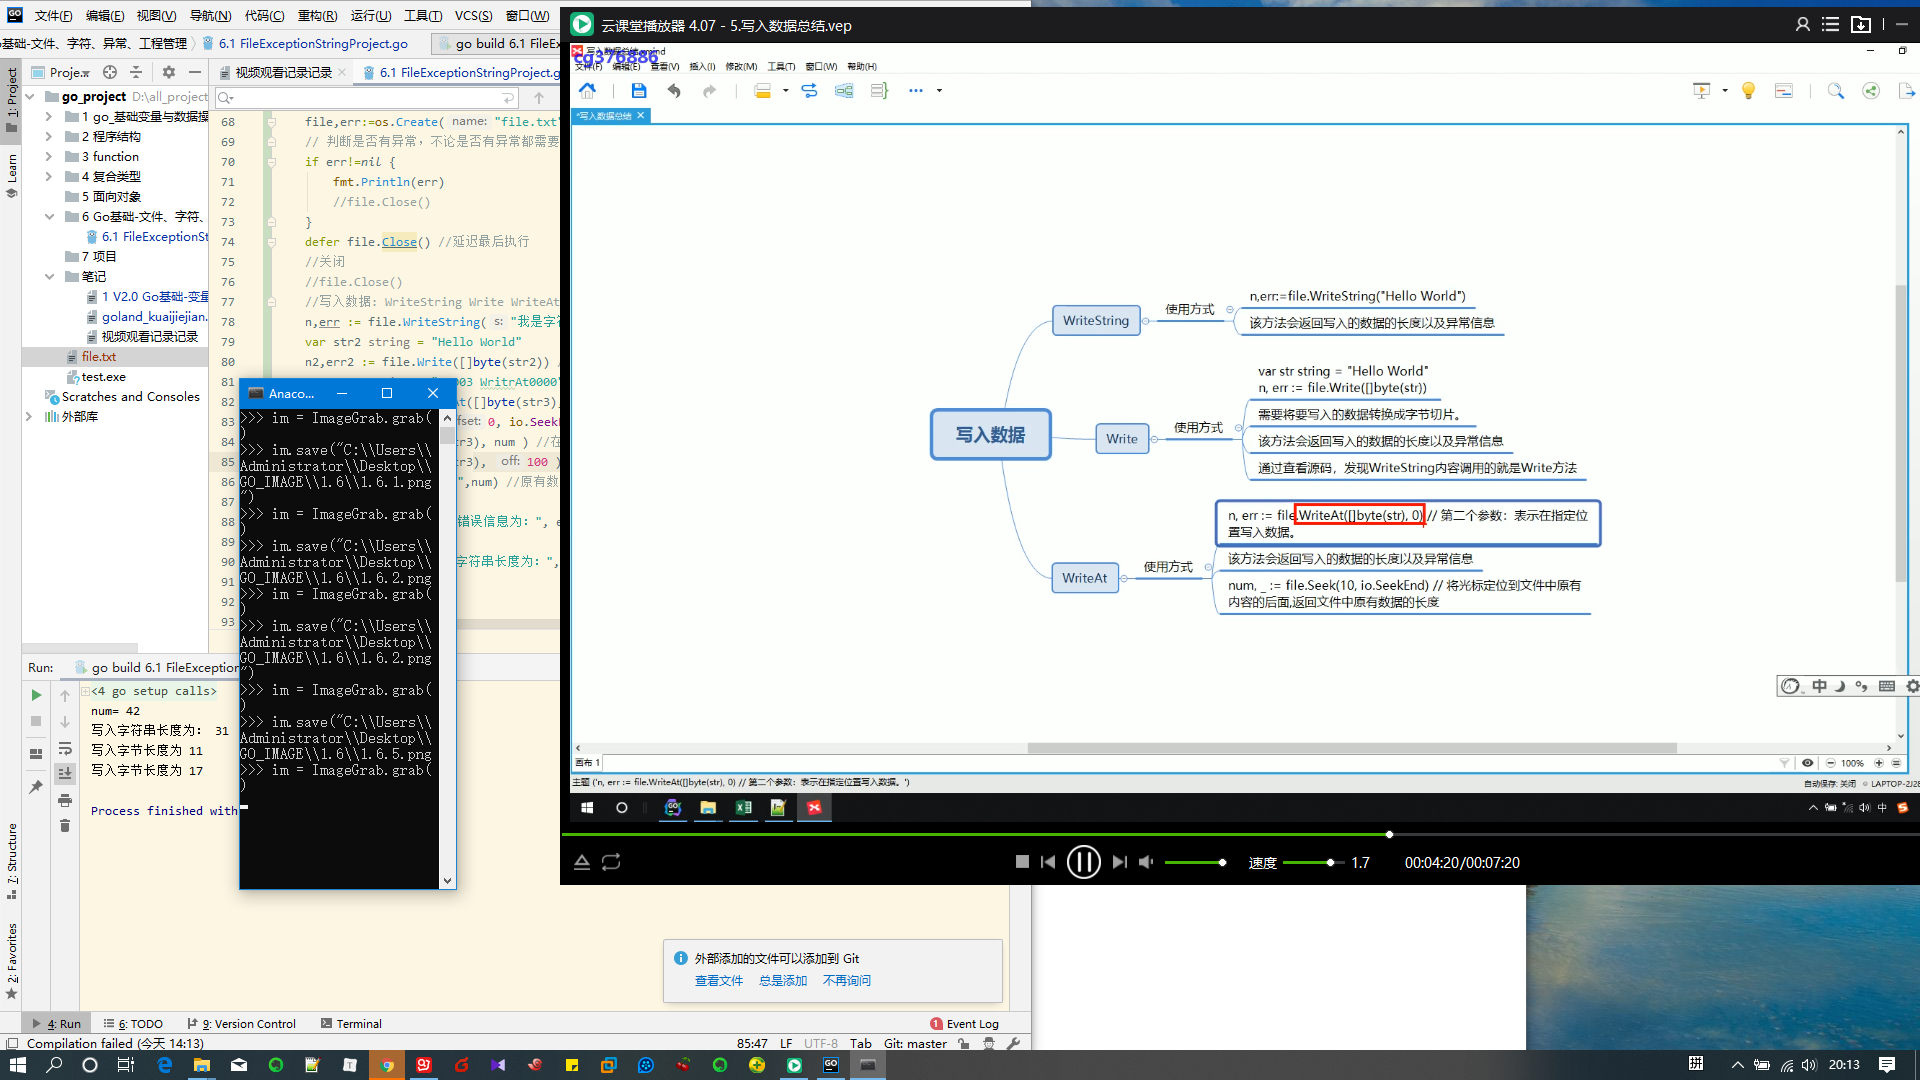 文件(F) 编辑(E) 视图(V) 导航(N) 代码(C) 重构(R) 运行(U) 工具(T) VCS(S) 窗口(W)
基础-文件、字符、异常、工程管理 6.1 FileExceptionStringProject.go go build 6.1 FileEx
1: Project
Learn
7: Structure
2: Favorites
Proje..
go_project D:\all_project
1 go_基础变量与数据操
2 程序结构
3 function
4 复合类型
5 面向对象
6 Go基础-文件、字符、
6.1 FileExceptionSt
7 项目
笔记
1 V2.0 Go基础-变量
goland_kuaijiejian.
视频观看记录记录
file.txt
test.exe
Scratches and Consoles
外部库
视频观看记录记录 6.1 FileExceptionStringProject.g
68 file,err:=os.Create( name: "file.txt"
69 // 判断是否有异常，不论是否有异常都需要
70 if err!=nil {
71 fmt.Println(err)
72 //file.Close()
73 }
74 defer file.Close() //延迟最后执行
75 //关闭
76 //file.Close()
77 //写入数据: WriteString Write WriteAt
78 n,err := file.WriteString( s: "我是字符
79 var str2 string = "Hello World"
80 n2,err2 := file.Write([]byte(str2)) /
81 003 WritrAt0000"
82 t([]byte(str3)
83 fset: 0, io.SeekE
84 r3), num ) //在
85 r3), off: 100 )
86 ",num) //原有数
87
88 错误信息为: ", e
89
90 字符串长度为: ",
91
92
93
Anaco...
>>> im = ImageGrab.grab(
)
>>> im.save("C:\\Users\\
Administrator\\Desktop\\
GO_IMAGE\\1.6\\1.6.1.png
")
>>> im = ImageGrab.grab(
)
>>> im.save("C:\\Users\\
Administrator\\Desktop\\
GO_IMAGE\\1.6\\1.6.2.png
>>> im = ImageGrab.grab(
)
>>> im.save("C:\\Users\\
Administrator\\Desktop\\
GO_IMAGE\\1.6\\1.6.2.png
")
>>> im = ImageGrab.grab(
)
>>> im.save("C:\\Users\\
Administrator\\Desktop\\
GO_IMAGE\\1.6\\1.6.5.png
>>> im = ImageGrab.grab(
)
Run: go build 6.1 FileException
<4 go setup calls>
num= 42
写入字符串长度为: 31
写入字节长度为 11
写入字节长度为 17
Process finished with
云课堂播放器 4.07 - 5.写入数据总结.vep
cg376886
文件(F) 编辑(E) 查看(V) 插入(I) 修改(M) 工具(T) 窗口(W) 帮助(H)
*写入数据总结
写入数据
WriteString 使用方式
n,err:=file.WriteString("Hello World")
该方法会返回写入的数据的长度以及异常信息
Write 使用方式
var str string = "Hello World"
n, err := file.Write([]byte(str))
需要将要写入的数据转换成字节切片。
该方法会返回写入的数据的长度以及异常信息
通过查看源码，发现WriteString内容调用的就是Write方法
WriteAt 使用方式
n, err := file.WriteAt([]byte(str), 0) // 第二个参数：表示在指定位
置写入数据。
该方法会返回写入的数据的长度以及异常信息
num, _ := file.Seek(10, io.SeekEnd) // 将光标定位到文件中原有
内容的后面,返回文件中原有数据的长度
中
画布 1
100%
主题 ('n, err := file.WriteAt([]byte(str), 0) // 第二个参数：表示在指定位置写入数据。')
自动保存: 关闭 LAPTOP-2J28
中
速度 1.7 00:04:20/00:07:20
外部添加的文件可以添加到 Git
查看文件 总是添加 不再询问
4: Run 6: TODO 9: Version Control Terminal 1 Event Log
Compilation failed (今天 14:13) 85:47 LF UTF-8 Tab Git: master
拼 20:13